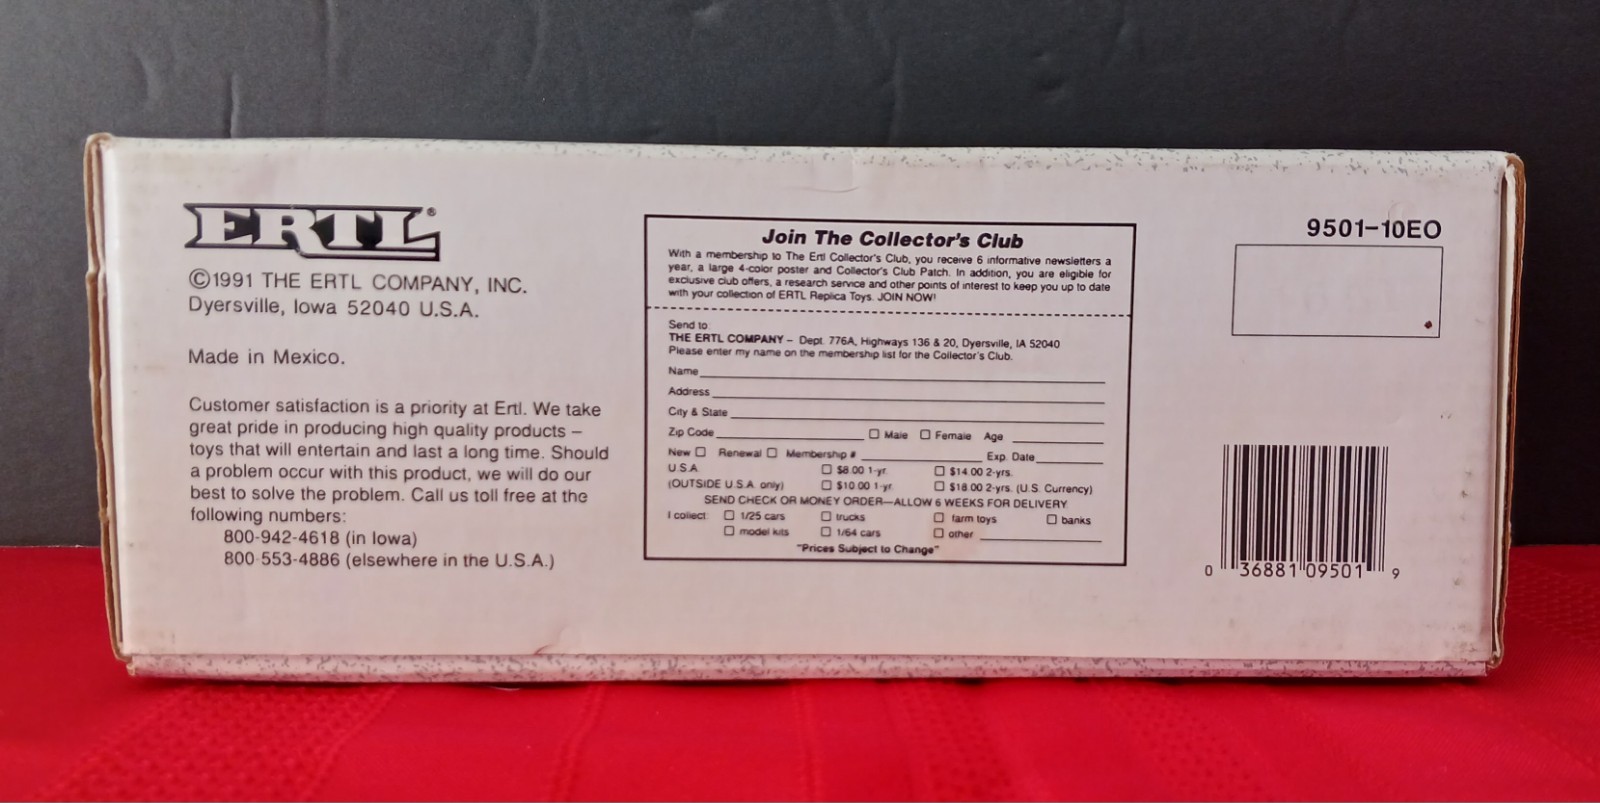 ERTL®
©1991 THE ERTL COMPANY, INC.
Dyersville, Iowa 52040 U.S.A.
Made in Mexico.
Customer satisfaction is a priority at Ertl. We take
great pride in producing high quality products –
toys that will entertain and last a long time. Should
a problem occur with this product, we will do our
best to solve the problem. Call us toll free at the
following numbers:
800-942-4618 (in Iowa)
800-553-4886 (elsewhere in the U.S.A.)
Join The Collector's Club
With a membership to The Ertl Collector's Club, you receive 6 informative newsletters a
year, a large 4-color poster and Collector's Club Patch. In addition, you are eligible for
exclusive club offers, a research service and other points of interest to keep you up to date
with your collection of ERTL Replica Toys. JOIN NOW!
Send to:
THE ERTL COMPANY – Dept. 776A, Highways 136 & 20, Dyersville, IA 52040
Please enter my name on the membership list for the Collector's Club.
Name
Address
City & State
Zip Code Male Female Age
New Renewal Membership # Exp. Date
U.S.A. $8.00 1-yr. $14.00 2-yrs.
(OUTSIDE U.S.A. only) $10.00 1-yr. $18.00 2-yrs. (U.S. Currency)
SEND CHECK OR MONEY ORDER—ALLOW 6 WEEKS FOR DELIVERY
I collect: 1/25 cars trucks farm toys banks
model kits 1/64 cars other
"Prices Subject to Change"
9501-10EO
0 36881 09501 9